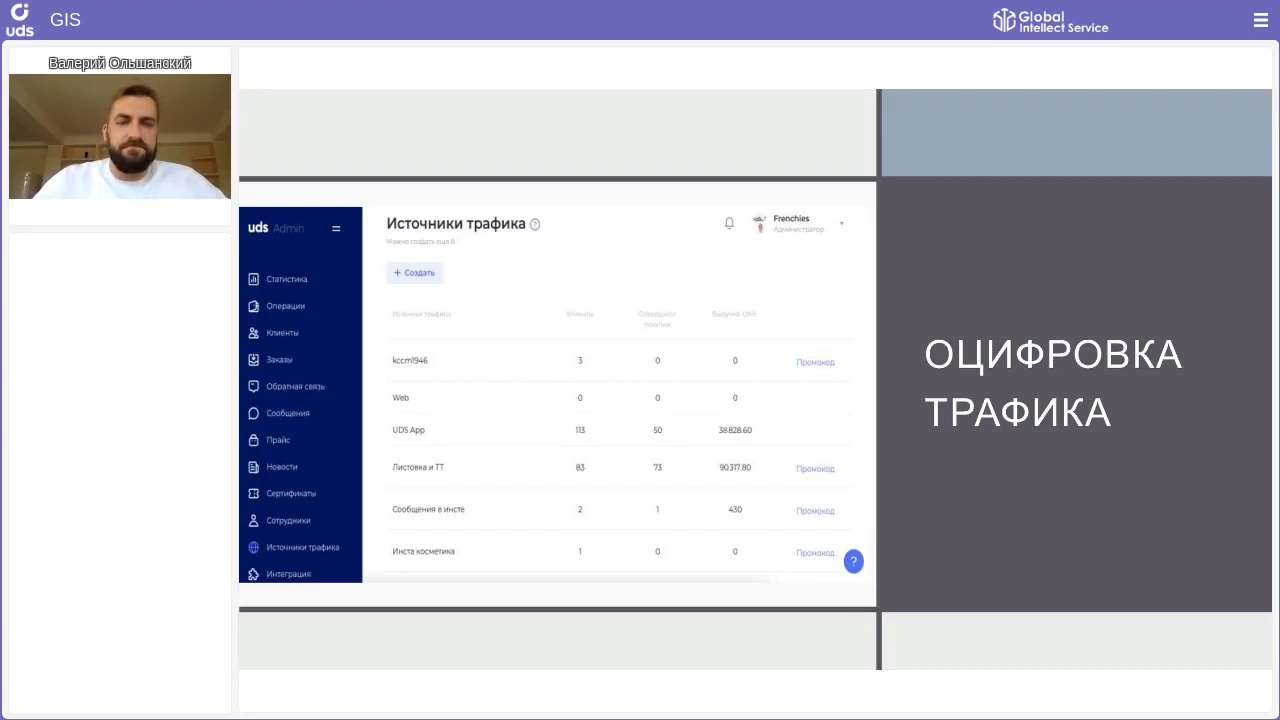 uds
GIS
Global
Intellect Service
Валерий Ольшанский
uds Admin
Статистика
Операции
Клиенты
Заказы
Обратная связь
Сообщения
Прайс
Новости
Сертификаты
Сотрудники
Источники трафика
Интеграция
Источники трафика ?
Можно создать еще 8
Frenchies
Администратор
+ Создать
Источник трафика Клиенты Совершили Выручка, UAH
покупки
kccm1946 3 0 0 Промокод
Web 0 0 0
UDS App 113 50 38 828.60
Листовка и ТТ 83 73 90 317.80 Промокод
Сообщения в инсте 2 1 430 Промокод
Инста косметика 1 0 0 Промокод
?
ОЦИФРОВКА
ТРАФИКА